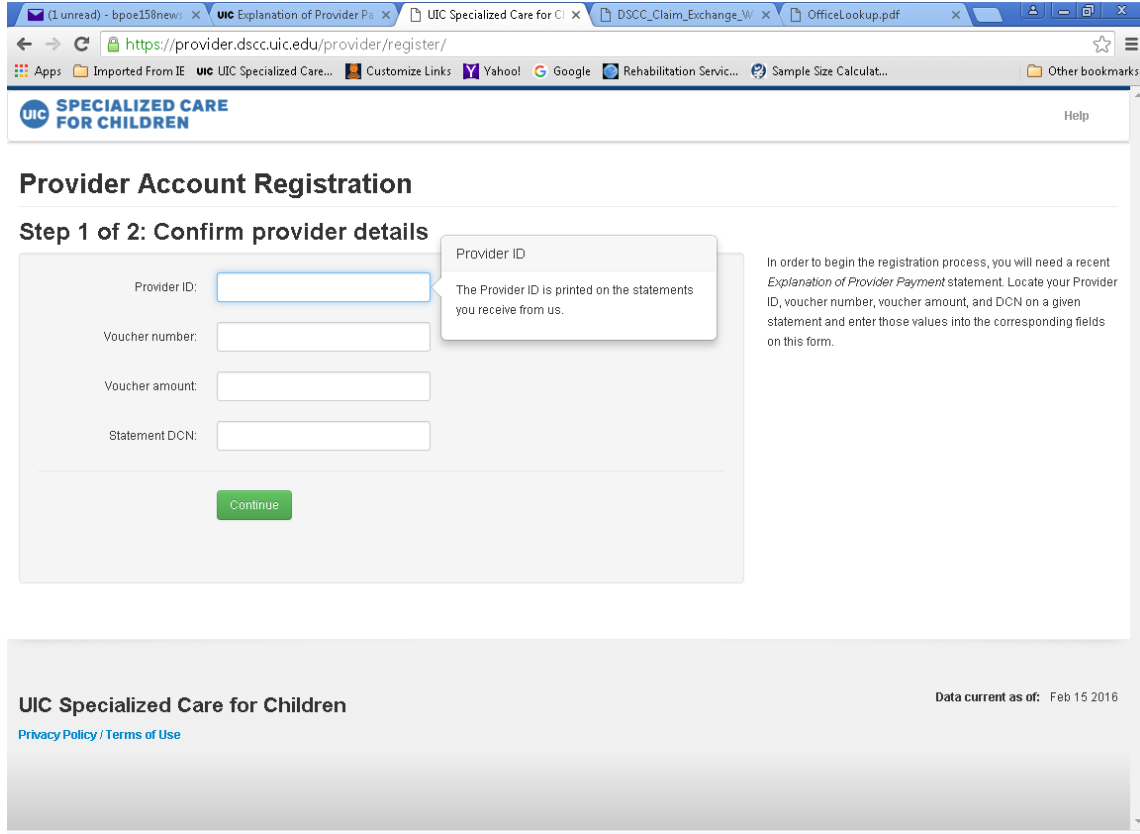 (1 unread) - bpoe158news
UIC Explanation of Provider Pa
UIC Specialized Care for Cl
DSCC_Claim_Exchange_W
OfficeLookup.pdf
https://provider.dscc.uic.edu/provider/register/
Apps Imported From IE UIC UIC Specialized Care... Customize Links Yahoo! Google Rehabilitation Servic... Sample Size Calculat... Other bookmarks
UIC SPECIALIZED CARE
FOR CHILDREN
Help
Provider Account Registration
Step 1 of 2: Confirm provider details
Provider ID:
Provider ID
The Provider ID is printed on the statements
you receive from us.
Voucher number:
Voucher amount:
Statement DCN:
Continue
In order to begin the registration process, you will need a recent
Explanation of Provider Payment statement. Locate your Provider
ID, voucher number, voucher amount, and DCN on a given
statement and enter those values into the corresponding fields
on this form.
UIC Specialized Care for Children
Privacy Policy / Terms of Use
Data current as of: Feb 15 2016